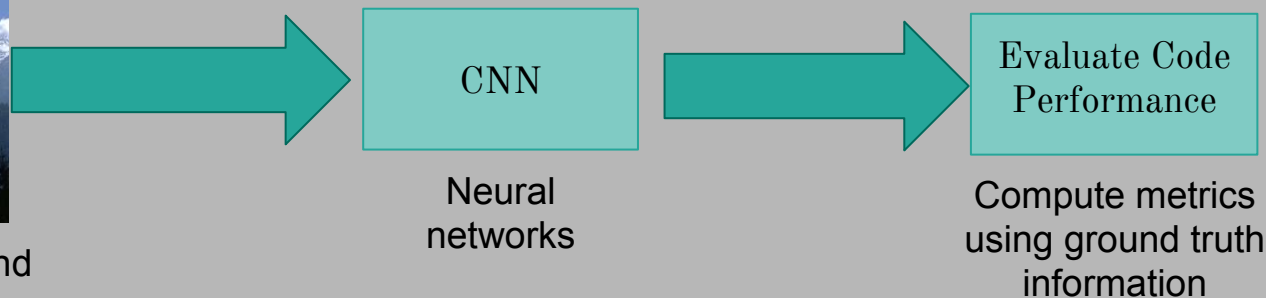 CNN
Evaluate Code
Performance
Neural
networks
Compute metrics
using ground truth
information